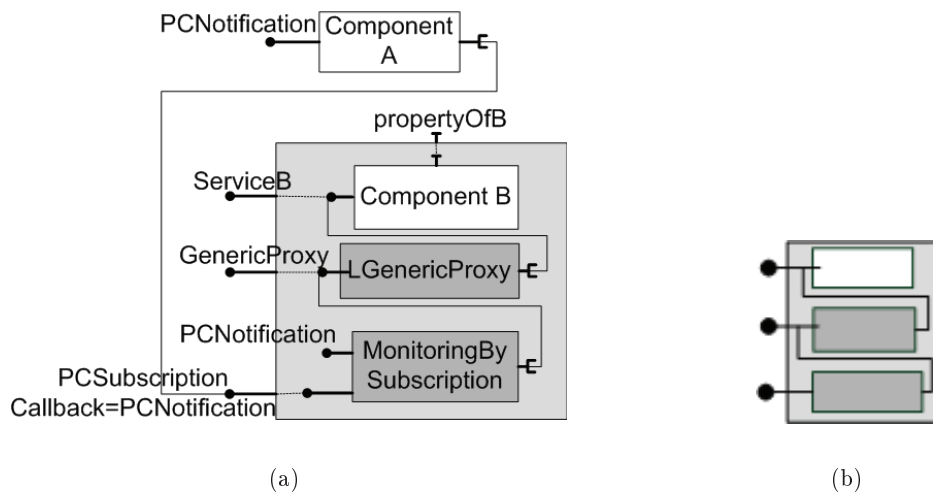 PCNotification
Component
A
propertyOfB
ServiceB
Component B
GenericProxy
LGenericProxy
PCNotification
MonitoringBy
Subscription
PCSubscription
Callback=PCNotification
(a)
(b)